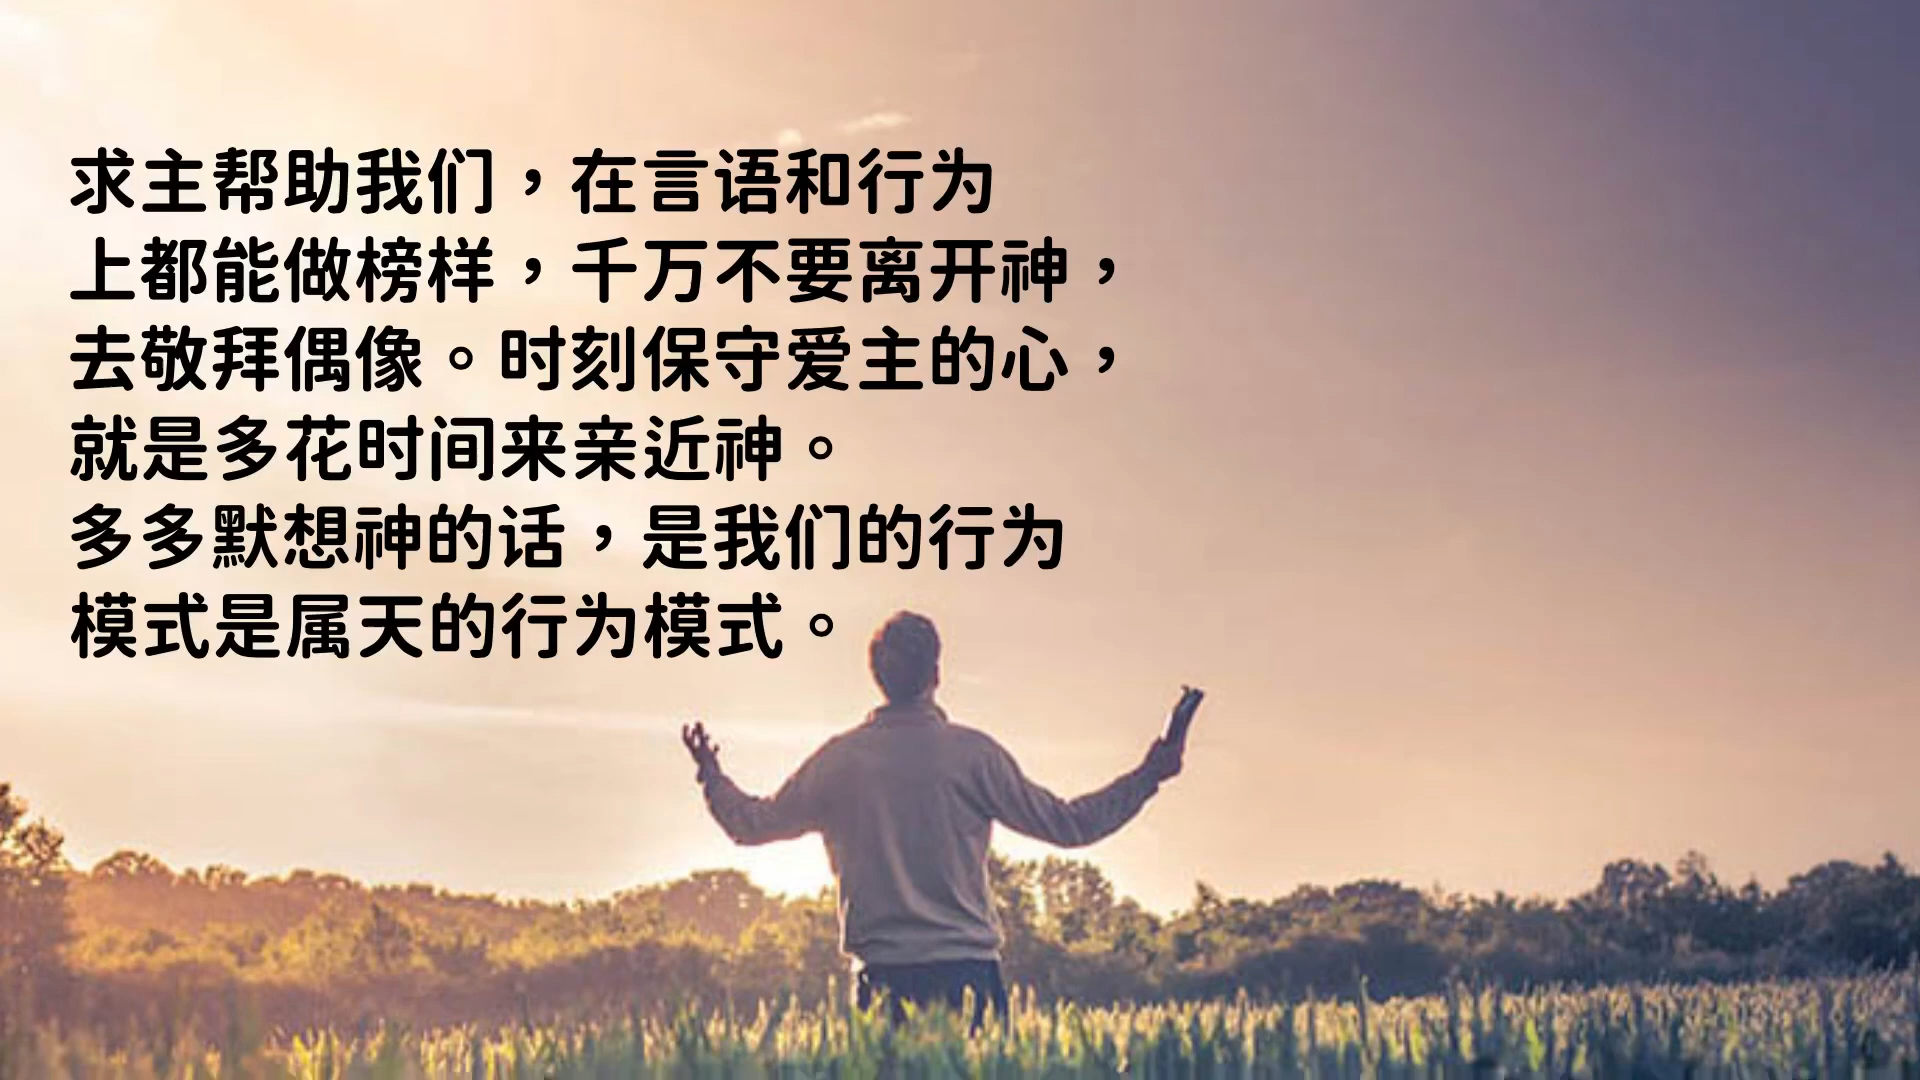 求主帮助我们，在言语和行为
上都能做榜样，千万不要离开神，
去敬拜偶像。时刻保守爱主的心，
就是多花时间来亲近神。
多多默想神的话，是我们的行为
模式是属天的行为模式。